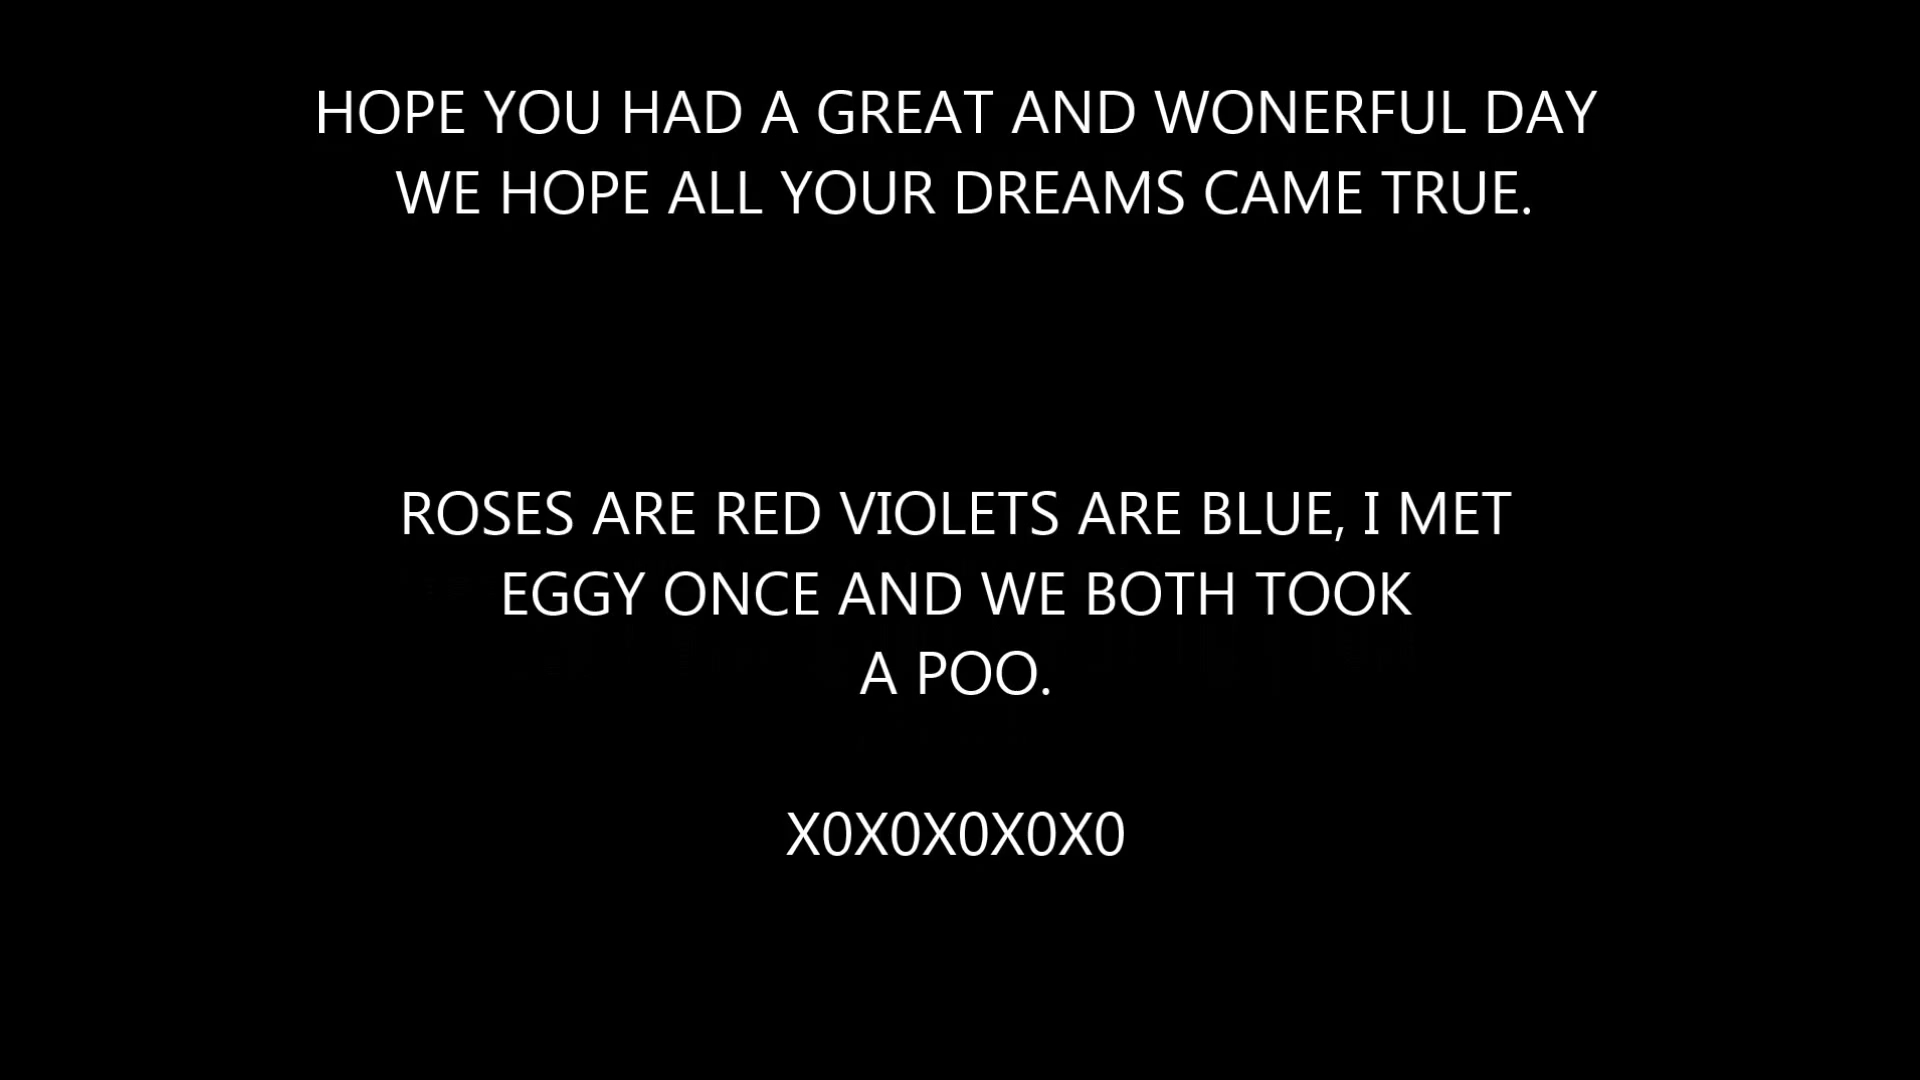 HOPE YOU HAD A GREAT AND WONERFUL DAY
WE HOPE ALL YOUR DREAMS CAME TRUE.
ROSES ARE RED VIOLETS ARE BLUE, I MET
EGGY ONCE AND WE BOTH TOOK
A POO.
X0X0X0X0X0